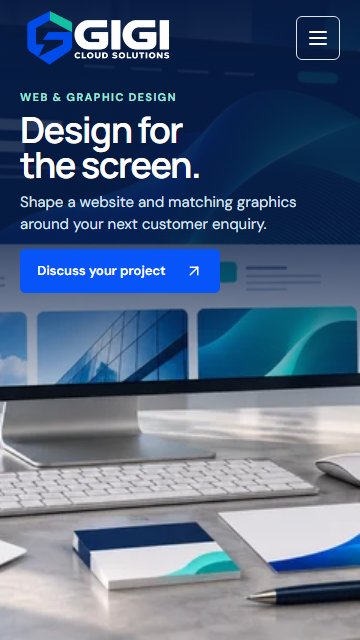 GIGI
CLOUD SOLUTIONS
WEB & GRAPHIC DESIGN
Design for
the screen.
Shape a website and matching graphics
around your next customer enquiry.
Discuss your project